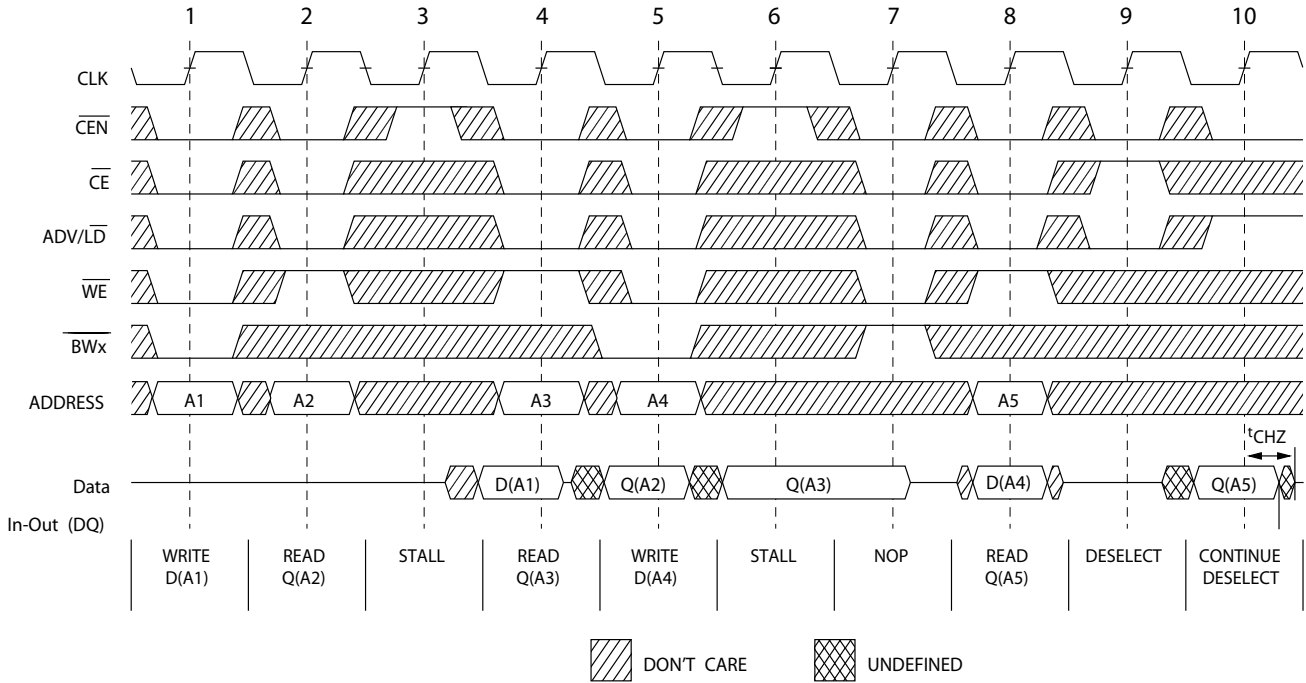 1 2 3 4 5 6 7 8 9 10
CLK
CEN
CE
ADV/LD
WE
BWx
ADDRESS A1 A2 A3 A4 A5
tCHZ
Data D(A1) Q(A2) Q(A3) D(A4) Q(A5)
In-Out (DQ)
WRITE READ STALL READ WRITE STALL NOP READ DESELECT CONTINUE
D(A1) Q(A2) Q(A3) D(A4) Q(A5) DESELECT
DON'T CARE UNDEFINED